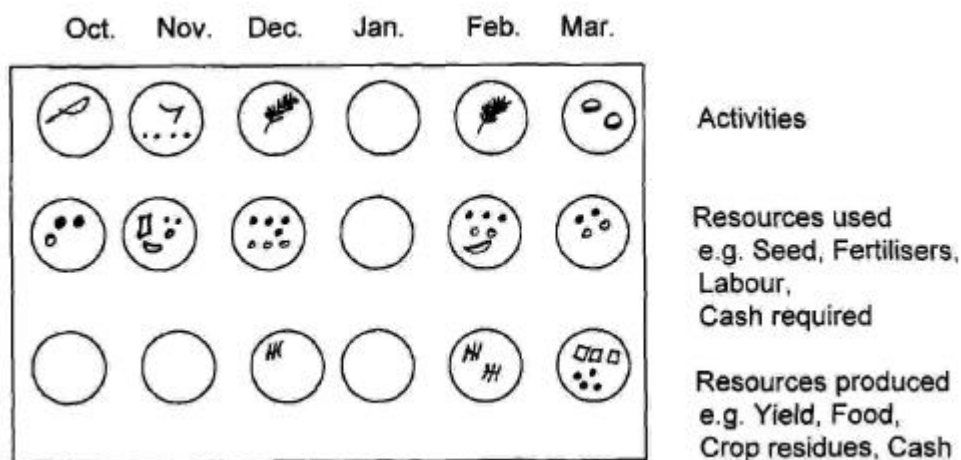 Oct. Nov. Dec. Jan. Feb. Mar.
Activities
Resources used
e.g. Seed, Fertilisers,
Labour,
Cash required
Resources produced
e.g. Yield, Food,
Crop residues, Cash